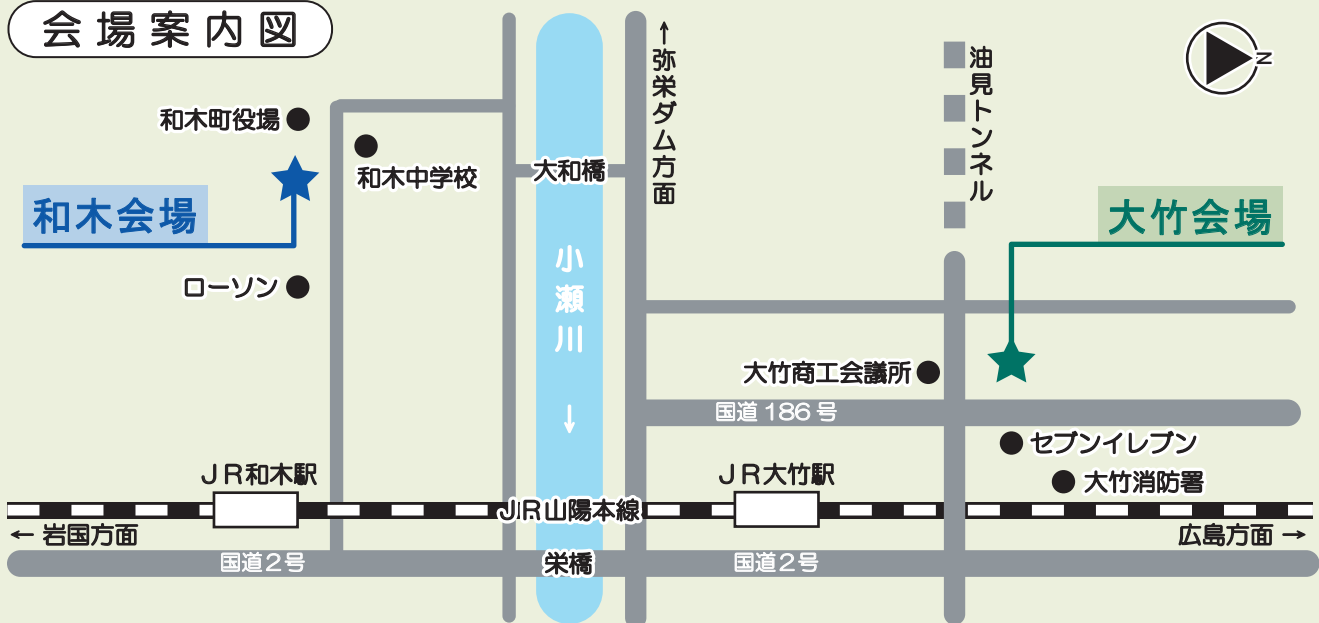 会場案内図
N
↑弥栄ダム方面
油見トンネル
和木町役場
和木中学校
大和橋
和木会場
大竹会場
小瀬川 ↓
ローソン
大竹商工会議所
国道186号
セブンイレブン
JR和木駅
JR大竹駅
大竹消防署
JR山陽本線
← 岩国方面
広島方面 →
国道2号
栄橋
国道2号